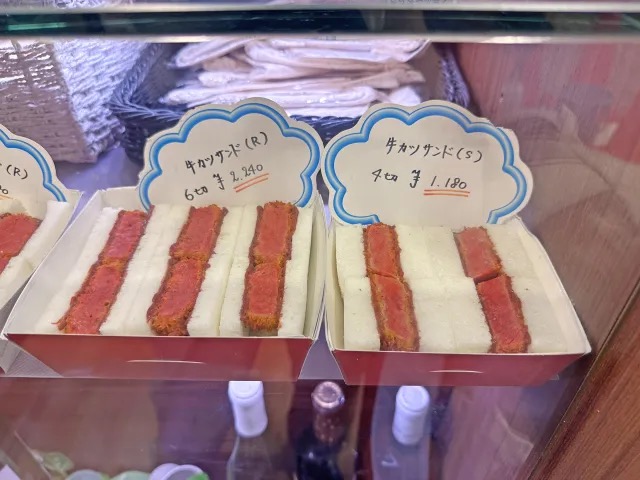 牛カツサンド(R)
6切 ¥2.240
牛カツサンド(S)
4切 ¥1.180
(R)